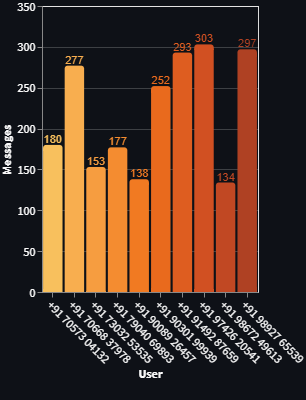 350
300
250
200
150
100
50
0
Messages
180
277
153
177
138
252
293
303
134
297
+91 70573 04132
+91 70668 37978
+91 73032 53535
+91 79040 69893
+91 90089 26457
+91 90301 99939
+91 91492 87659
+91 97426 20541
+91 98672 49613
+91 98927 65539
User